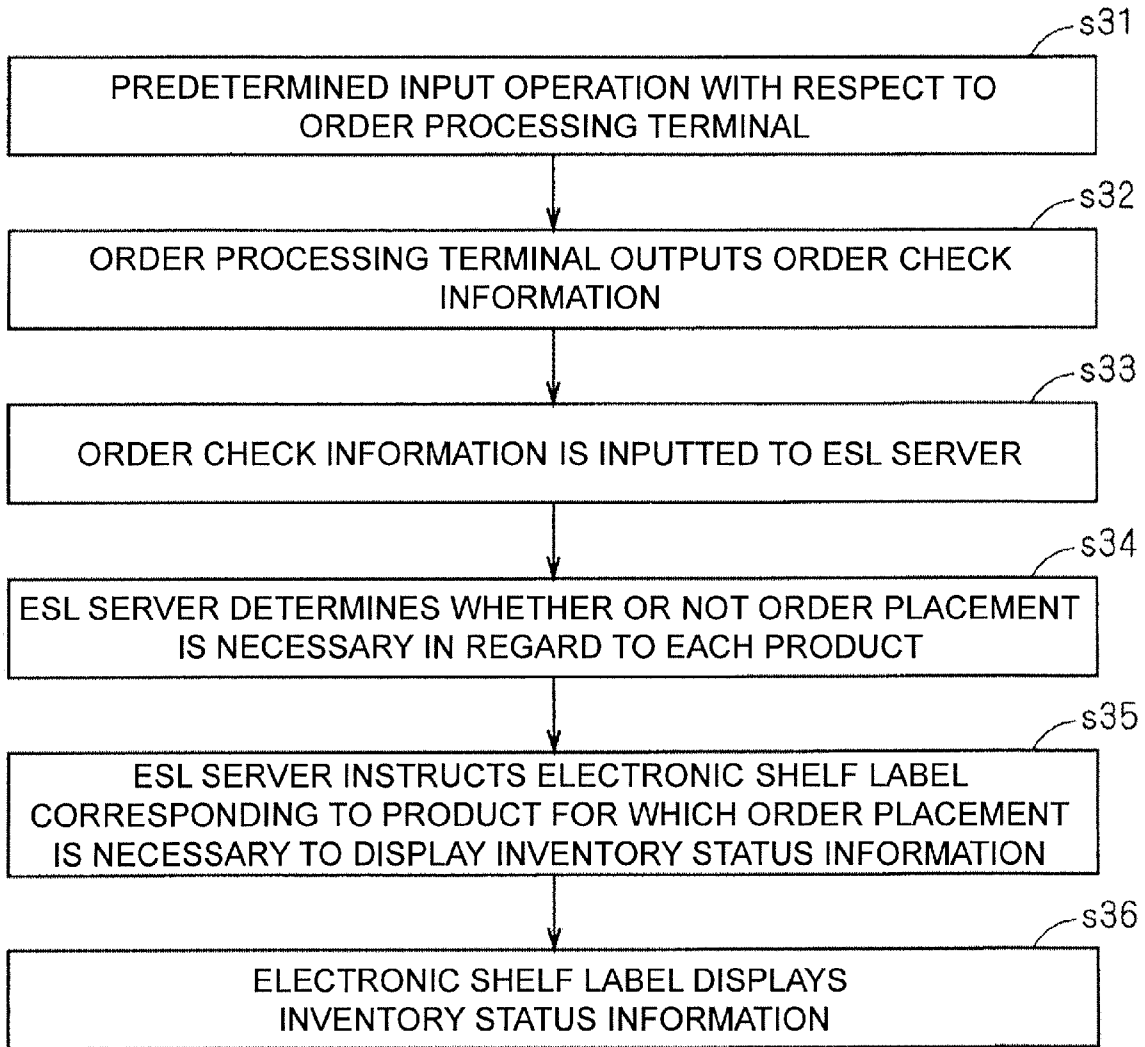 s31
PREDETERMINED INPUT OPERATION WITH RESPECT TO
ORDER PROCESSING TERMINAL
s32
ORDER PROCESSING TERMINAL OUTPUTS ORDER CHECK
INFORMATION
s33
ORDER CHECK INFORMATION IS INPUTTED TO ESL SERVER
s34
ESL SERVER DETERMINES WHETHER OR NOT ORDER PLACEMENT
IS NECESSARY IN REGARD TO EACH PRODUCT
s35
ESL SERVER INSTRUCTS ELECTRONIC SHELF LABEL
CORRESPONDING TO PRODUCT FOR WHICH ORDER PLACEMENT
IS NECESSARY TO DISPLAY INVENTORY STATUS INFORMATION
s36
ELECTRONIC SHELF LABEL DISPLAYS
INVENTORY STATUS INFORMATION